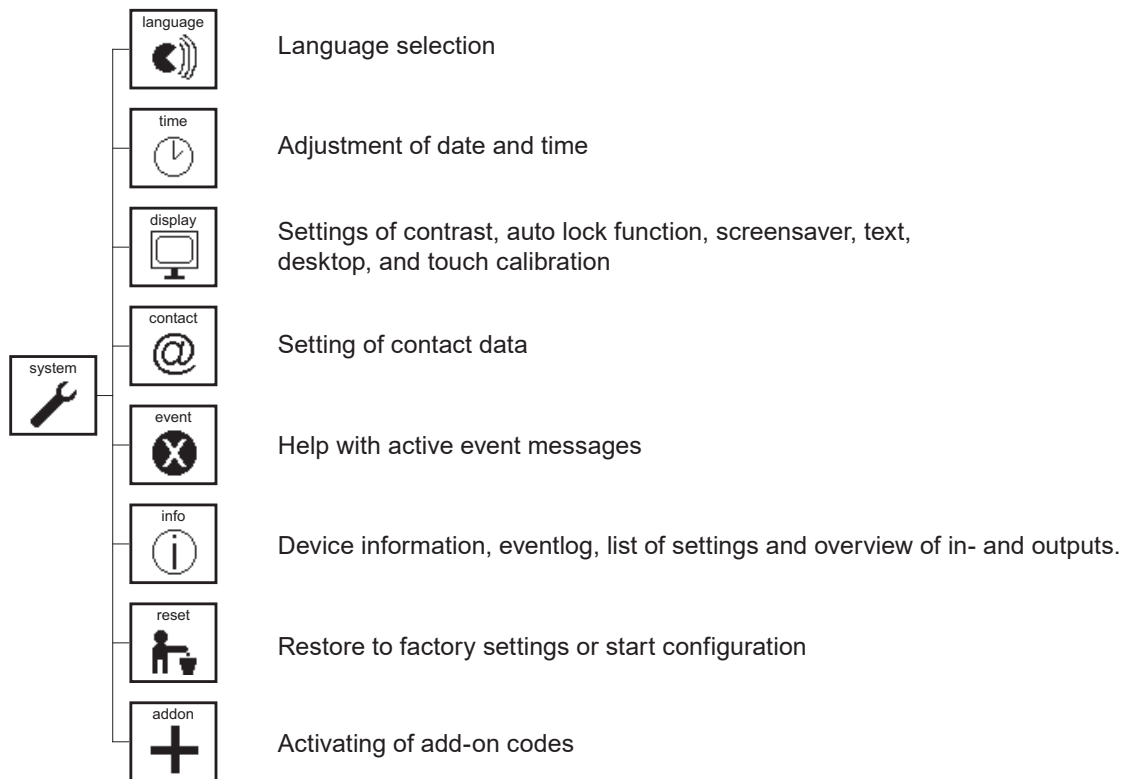 language
Language selection
time
Adjustment of date and time
display
Settings of contrast, auto lock function, screensaver, text,
desktop, and touch calibration
contact
@
Setting of contact data
system
event
X
Help with active event messages
info
i
Device information, eventlog, list of settings and overview of in- and outputs.
reset
Restore to factory settings or start configuration
addon
Activating of add-on codes